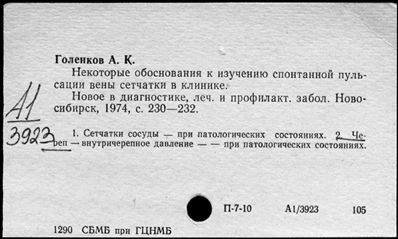 Голенков А. К.
Некоторые обоснования к изучению спонтанной пуль-
сации вены сетчатки в клинике.
Новое в диагностике, леч. и профилакт. забол. Ново-
сибирск, 1974, с. 230—232.
А1
3923
1. Сетчатки сосуды — при патологических состояниях. 2. Че-
реп — внутричерепное давление — — при патологических состояниях.
П-7-10 А1/3923 105
1290 СБМБ при ГЦНМБ